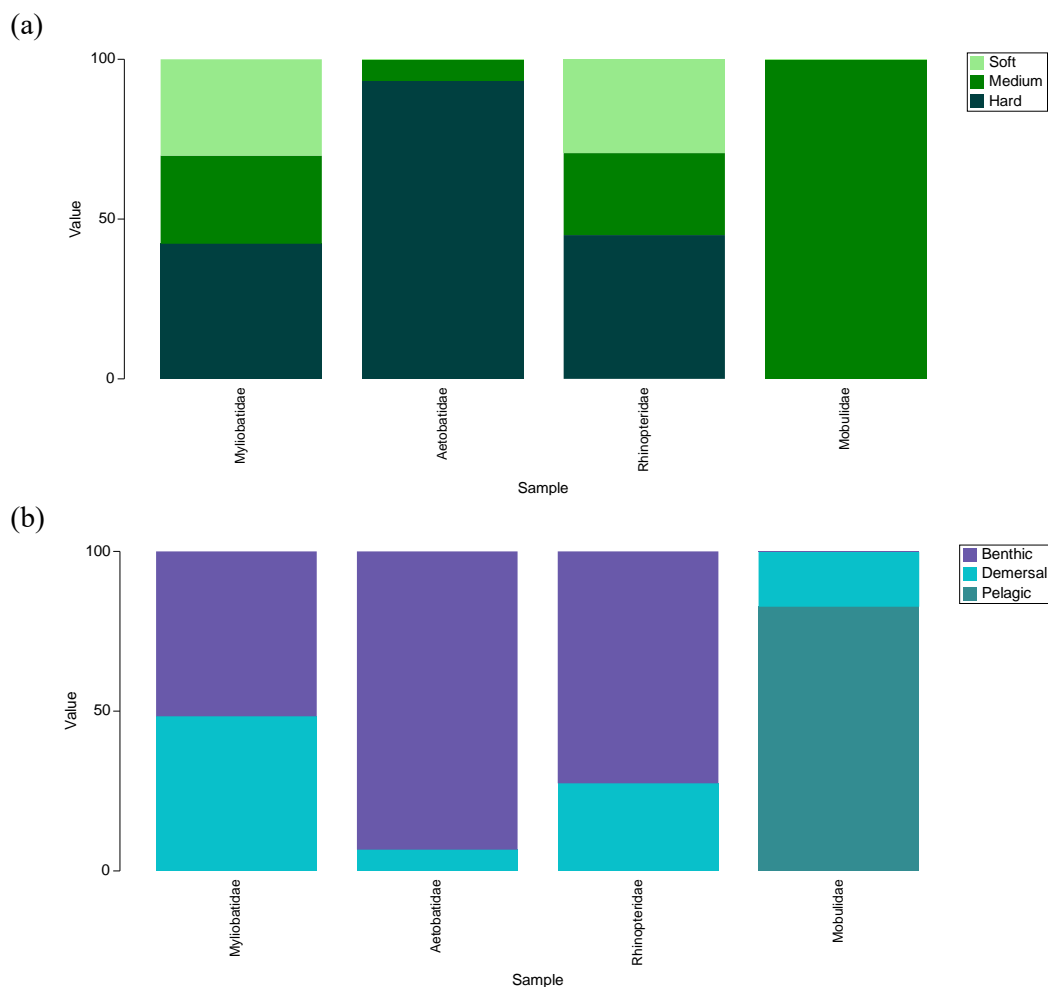 (a)
100
50
0
Value
Myliobatidae
Aetobatidae
Rhinopteridae
Mobulidae
Sample
Soft
Medium
Hard
(b)
100
50
0
Value
Myliobatidae
Aetobatidae
Rhinopteridae
Mobulidae
Sample
Benthic
Demersal
Pelagic